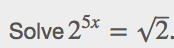 Solve 2^{5x} = √2.